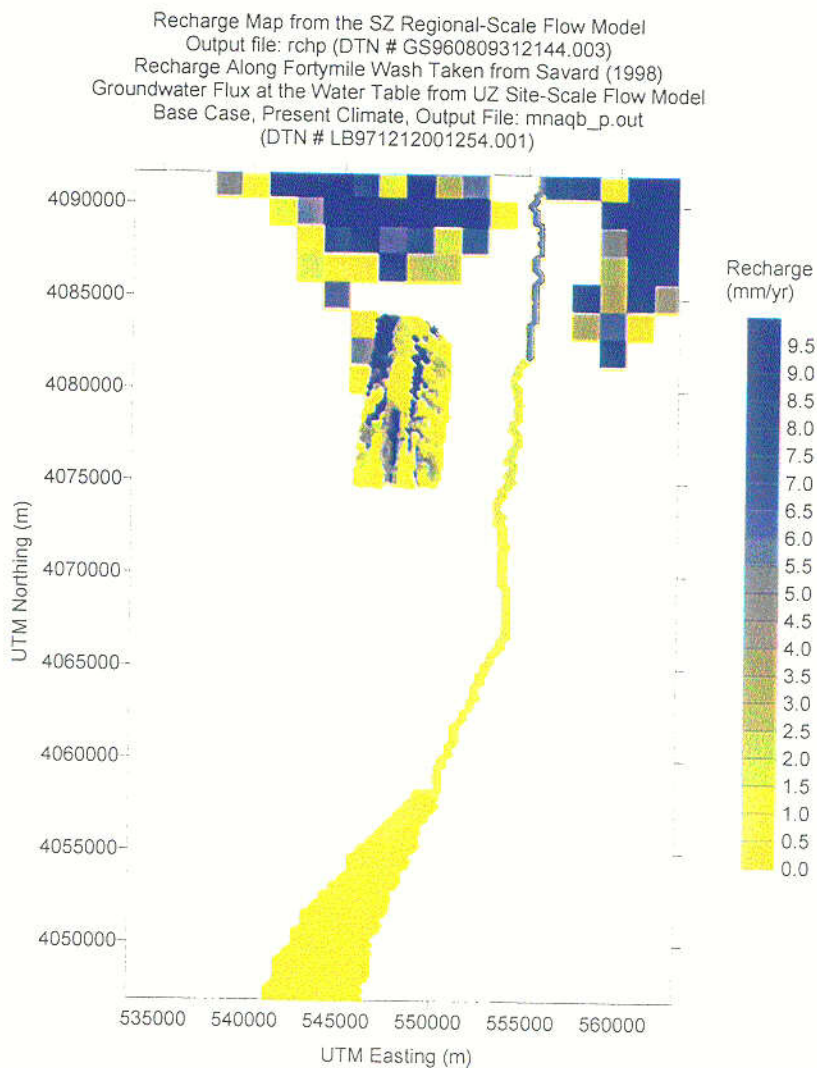 Recharge Map from the SZ Regional-Scale Flow Model
Output file: rchp (DTN # GS960809312144.003)
Recharge Along Fortymile Wash Taken from Savard (1998)
Groundwater Flux at the Water Table from UZ Site-Scale Flow Model
Base Case, Present Climate, Output File: mnaqb_p.out
(DTN # LB971212001254.001)
4090000
4085000
4080000
4075000
4070000
4065000
4060000
4055000
4050000
UTM Northing (m)
535000 540000 545000 550000 555000 560000
UTM Easting (m)
Recharge
(mm/yr)
9.5
9.0
8.5
8.0
7.5
7.0
6.5
6.0
5.0
4.5
4.0
3.5
3.0
2.5
2.0
1.5
1.0
0.5
0.0